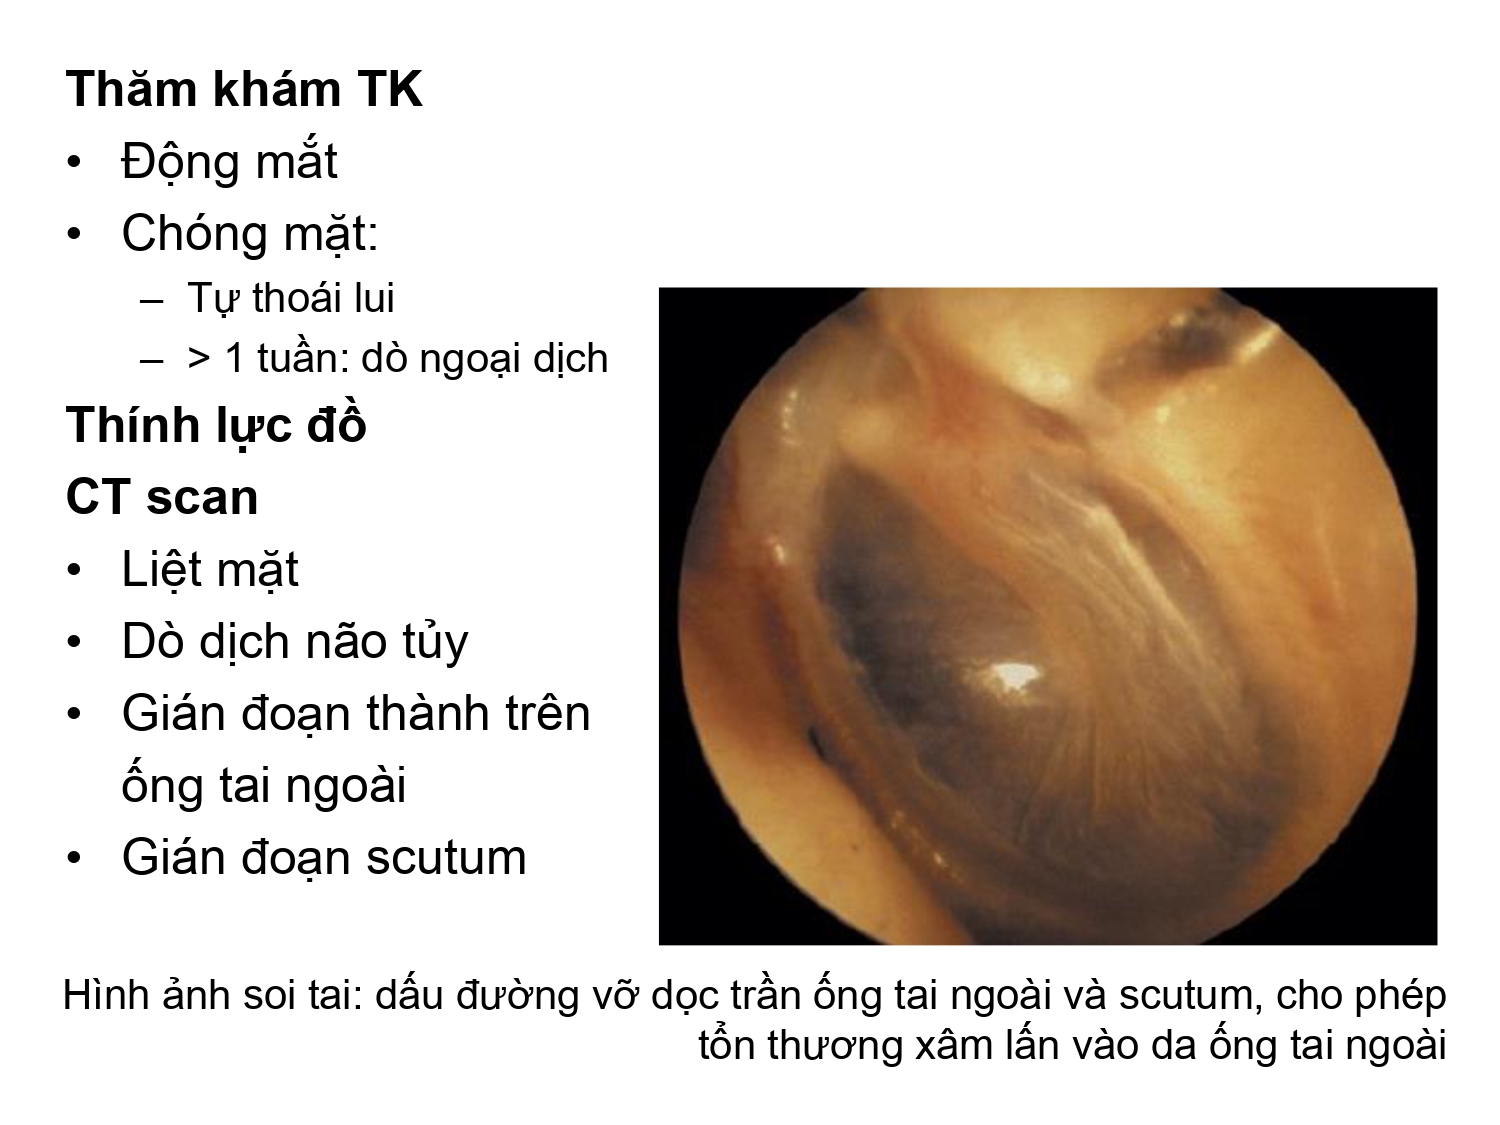 Thăm khám TK
• Động mắt
• Chóng mặt:
– Tự thoái lui
– > 1 tuần: dò ngoại dịch
Thính lực đồ
CT scan
• Liệt mặt
• Dò dịch não tủy
• Gián đoạn thành trên
ống tai ngoài
• Gián đoạn scutum
Hình ảnh soi tai: dấu đường vỡ dọc trần ống tai ngoài và scutum, cho phép
tổn thương xâm lấn vào da ống tai ngoài